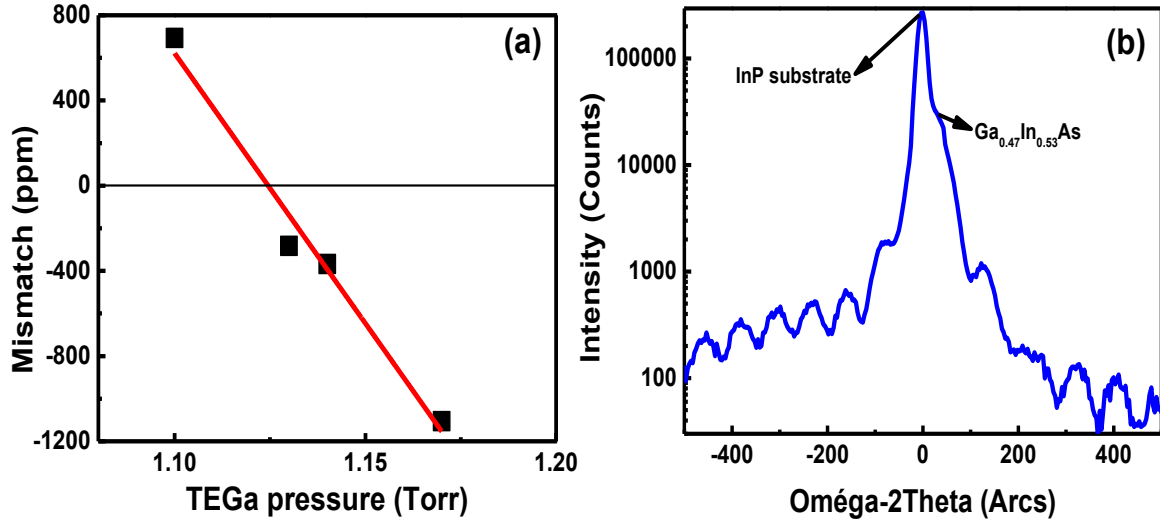 (a)
800
400
0
-400
-800
-1200
1.10
1.15
1.20
Mismatch (ppm)
TEGa pressure (Torr)
(b)
100000
10000
1000
100
-400
-200
0
200
400
Intensity (Counts)
Oméga-2Theta (Arcs)
InP substrate
Ga₀.₄₇In₀.₅₃As